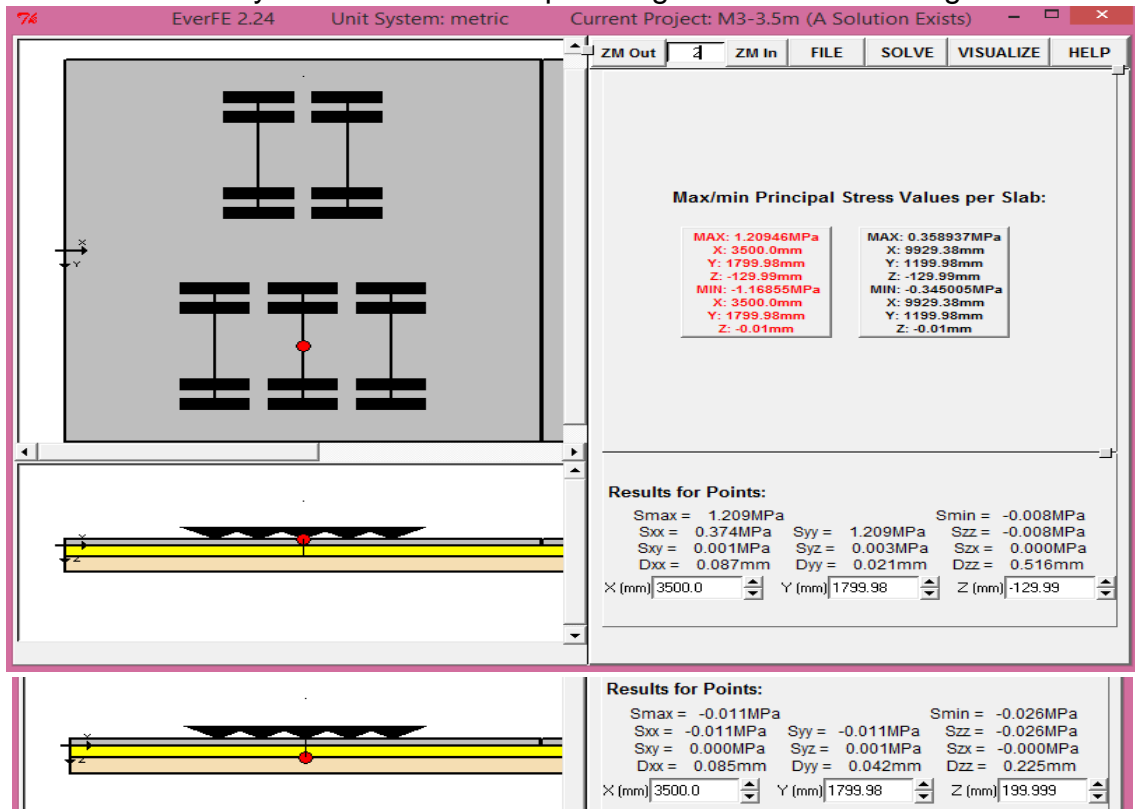 7% EverFE 2.24 Unit System: metric Current Project: M3-3.5m (A Solution Exists)
ZM Out 2 ZM In FILE SOLVE VISUALIZE HELP
X
Y
Max/min Principal Stress Values per Slab:
MAX: 1.20946MPa
X: 3500.0mm
Y: 1799.98mm
Z: -129.99mm
MIN: -1.16855MPa
X: 3500.0mm
Y: 1799.98mm
Z: -0.01mm
MAX: 0.358937MPa
X: 9929.38mm
Y: 1199.98mm
Z: -129.99mm
MIN: -0.345005MPa
X: 9929.38mm
Y: 1199.98mm
Z: -0.01mm
X
Z
Results for Points:
Smax = 1.209MPa Smin = -0.008MPa
Sxx = 0.374MPa Syy = 1.209MPa Szz = -0.008MPa
Sxy = 0.001MPa Syz = 0.003MPa Szx = 0.000MPa
Dxx = 0.087mm Dyy = 0.021mm Dzz = 0.516mm
X (mm) 3500.0 Y (mm) 1799.98 Z (mm) -129.99
X
Z
Results for Points:
Smax = -0.011MPa Smin = -0.026MPa
Sxx = -0.011MPa Syy = -0.011MPa Szz = -0.026MPa
Sxy = 0.000MPa Syz = 0.001MPa Szx = -0.000MPa
Dxx = 0.085mm Dyy = 0.042mm Dzz = 0.225mm
X (mm) 3500.0 Y (mm) 1799.98 Z (mm) 199.999